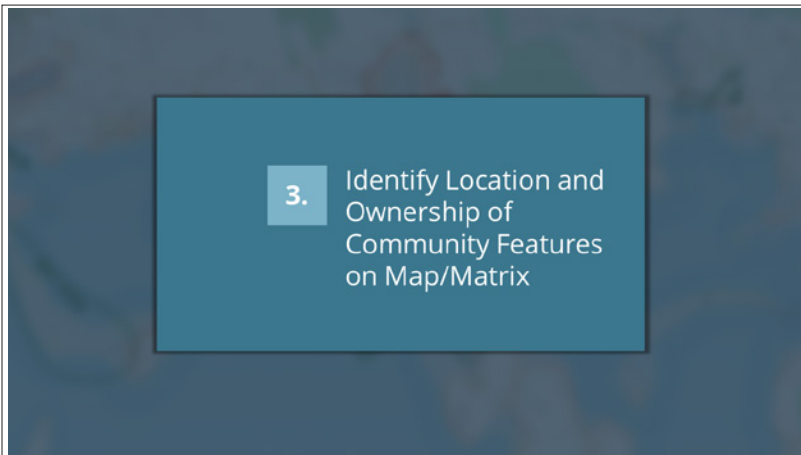 3.
Identify Location and
Ownership of
Community Features
on Map/Matrix